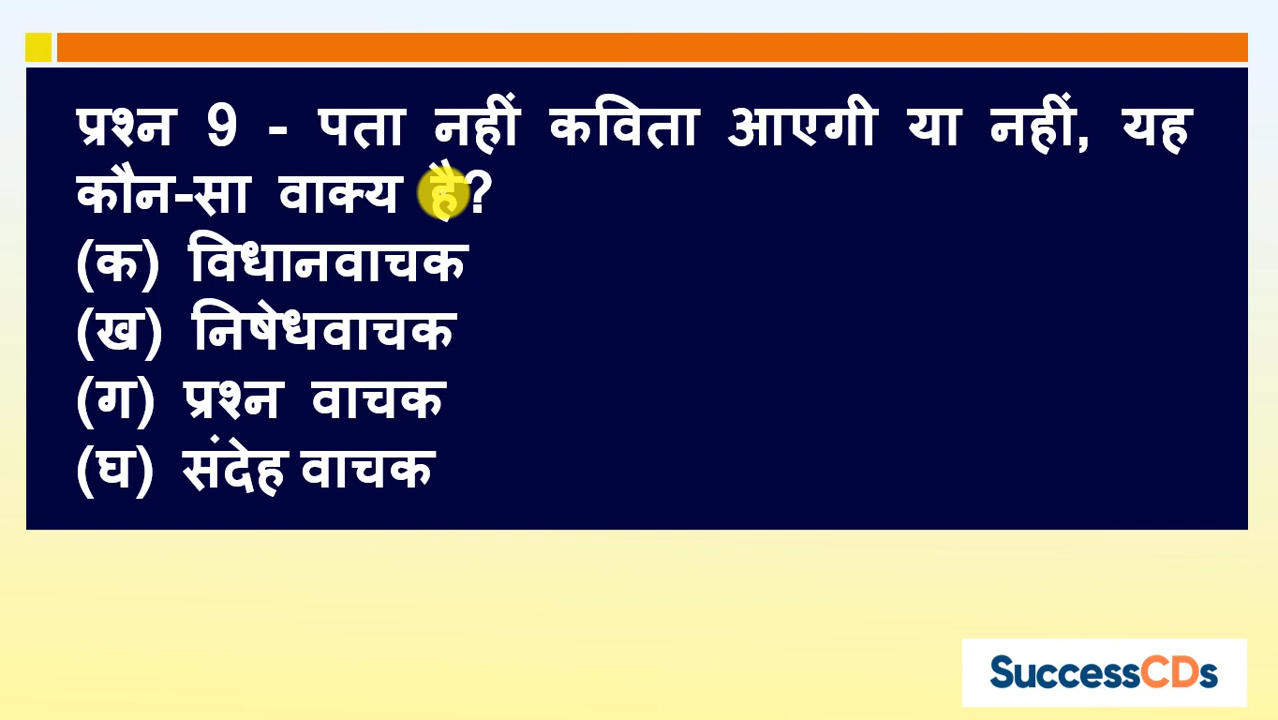 प्रश्न 9 - पता नहीं कविता आएगी या नहीं, यह
कौन-सा वाक्य है?
(क) विधानवाचक
(ख) निषेधवाचक
(ग) प्रश्न वाचक
(घ) संदेह वाचक
SuccessCDs